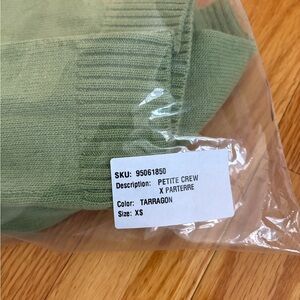 SKU: 95061850
Description: PETITE CREW
X PARTERRE
Color: TARRAGON
Size: XS